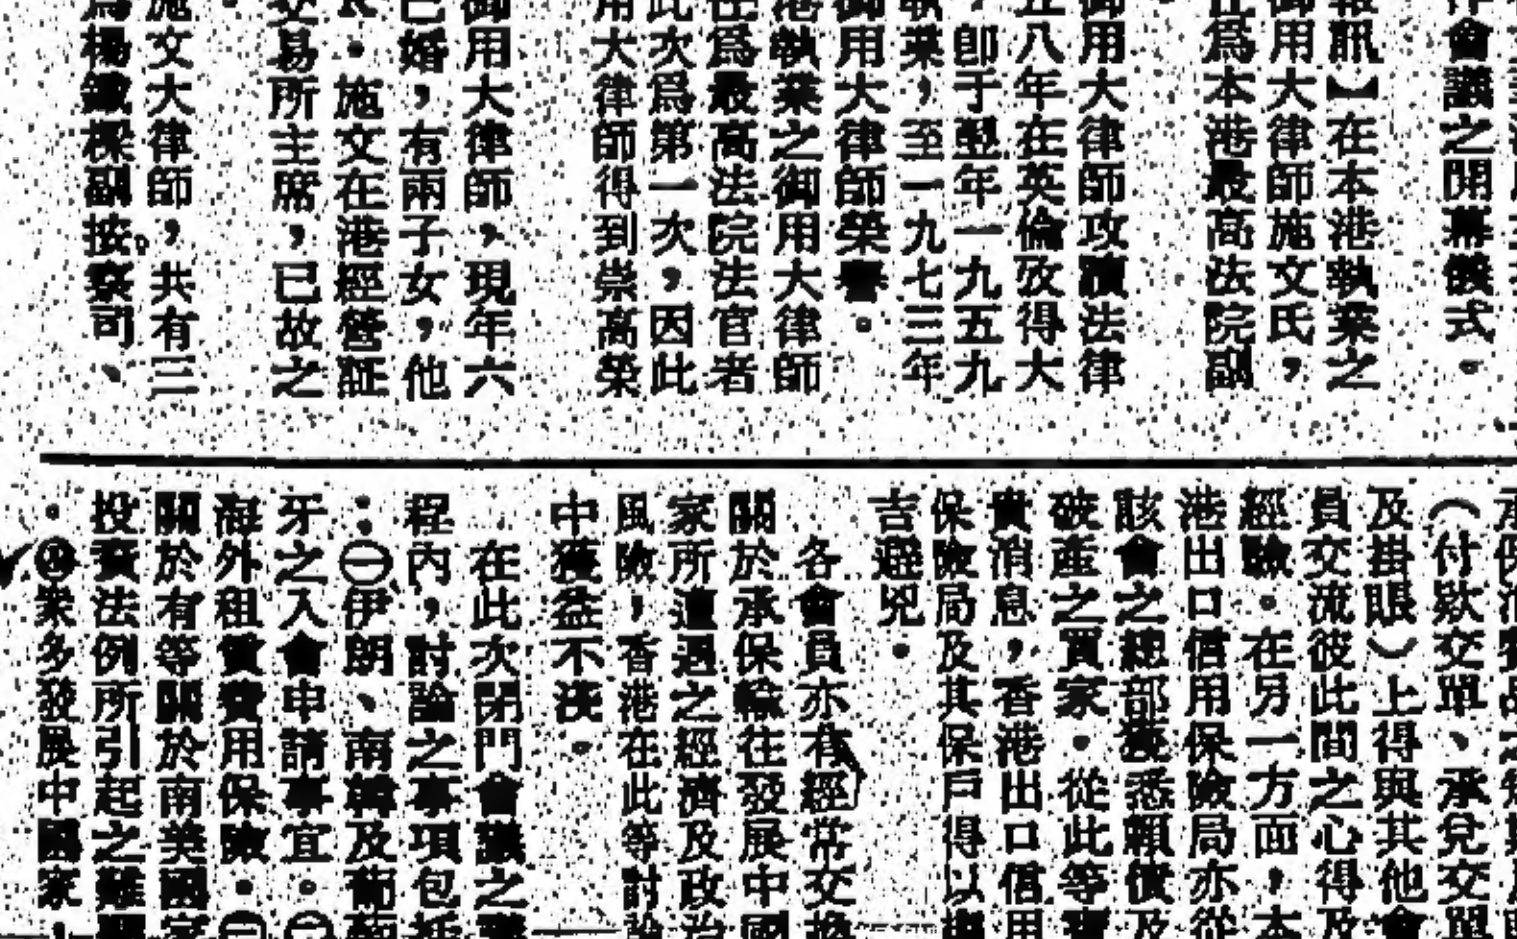 作會議之開幕儀式。
報訊】在本港執業之
御用大律師施文氏，
任為本港最高法院副
御用大律師攻讀法律
五八年在英倫攷得大
，即于翌年一九五九
執業，至一九七三年
御用大律師榮譽。
港執業之御用大律師
任爲最高法院法官者
此次爲第一次，因此
用大律師得到崇高榮
御用大律師，現年六
已婚，有兩子女，他
·施文在港經營証
交易所主席，已故之
施文大律師，共有三
爲楊鐵樑副按察司、
（付欵交單、承兌交單
及掛賬）上得與其他會
員交流彼此間之心得及
經驗。在另一方面，本
港出口信用保險局亦從
該會之總部獲悉賴債及
破產之買家。從此等寶
貴消息，香港出口信用
保險局及其保戶得以趨
吉避兇。
各會員亦有經常交換
關於承保輸往發展中國
家所遭遇之經濟及政治
風險，香港在此等討論
中獲益不淺。
在此次閉門會議之議
程內，討論之事項包括
：㊀伊朗、南韓及葡萄
牙之入會申請事宜。㊁
海外租賃費用保險。㊂
關於有等關於南美國家
投資法例所引起之難題
。㊃衆多發展中國家，